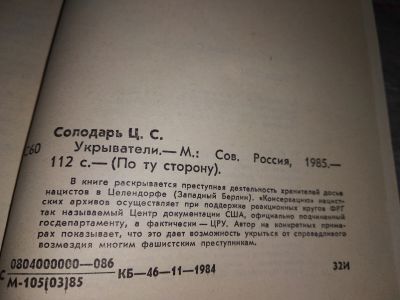 Солодарь Ц. С.
С60
Укрыватели.— М.: Сов. Россия, 1985.—
112 с.— (По ту сторону).
В книге раскрывается преступная деятельность хранителей досье
нацистов в Целендорфе (Западный Берлин). «Консервацию» нацист-
ских архивов осуществляет при поддержке реакционных кругов ФРГ
так называемый Центр документации США, официально подчиненный
госдепартаменту, а фактически — ЦРУ. Автор на конкретных приме-
рах показывает, что это дает возможность укрыться от справедливого
возмездия многим фашистским преступникам.
С 0804000000—086
М—105(03)85
КБ—46—11—1984
32И